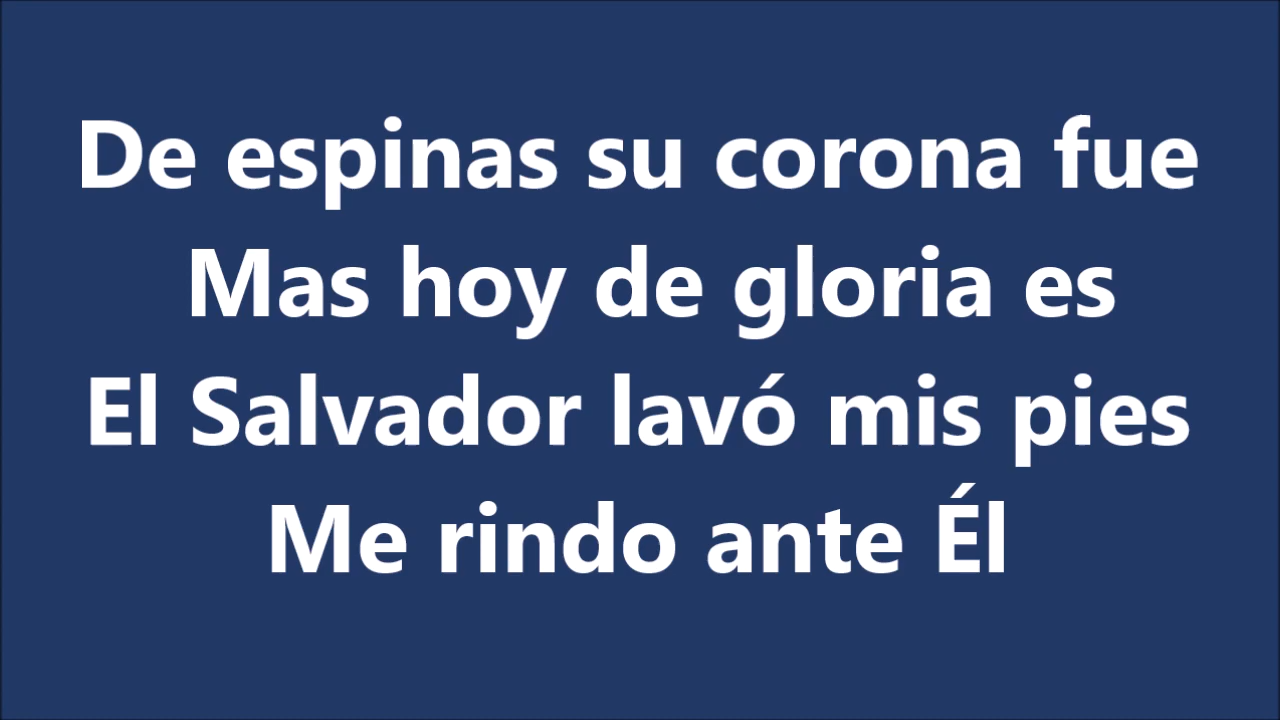 De espinas su corona fue
Mas hoy de gloria es
El Salvador lavó mis pies
Me rindo ante Él